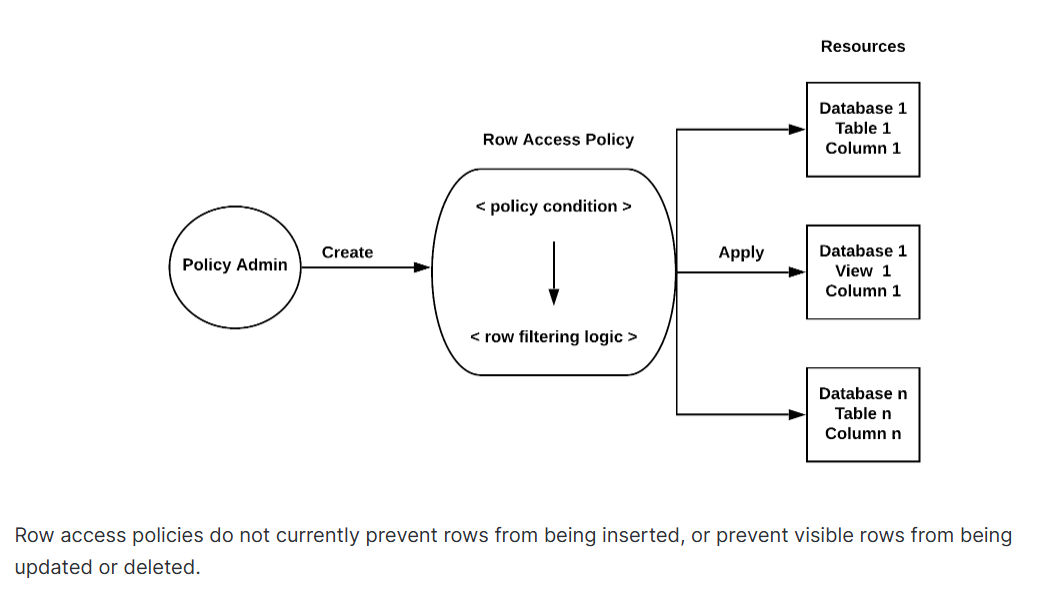 Resources
Database 1
Table 1
Column 1
Row Access Policy
< policy condition >
Policy Admin
Create
Apply
Database 1
View 1
Column 1
< row filtering logic >
Database n
Table n
Column n
Row access policies do not currently prevent rows from being inserted, or prevent visible rows from being
updated or deleted.